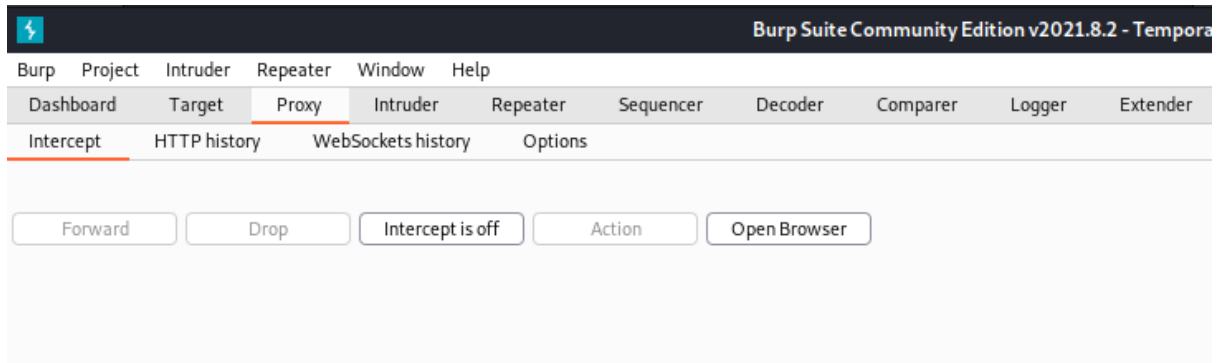 Burp Suite Community Edition v2021.8.2 - Tempora
Burp Project Intruder Repeater Window Help
Dashboard Target Proxy Intruder Repeater Sequencer Decoder Comparer Logger Extender
Intercept HTTP history WebSockets history Options
Forward Drop Intercept is off Action Open Browser